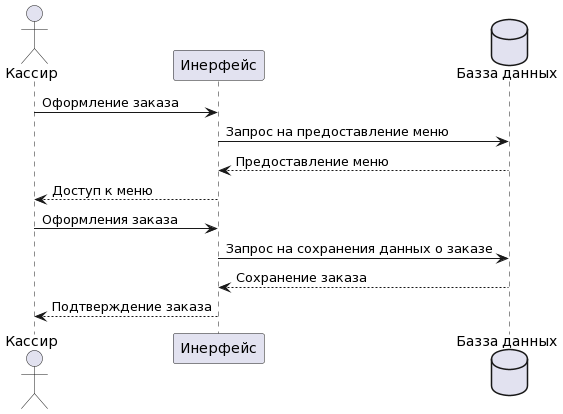 Кассир
Инерфейс
Базза данных
Оформление заказа
Запрос на предоставление меню
Предоставление меню
Доступ к меню
Оформления заказа
Запрос на сохранения данных о заказе
Сохранение заказа
Подтверждение заказа
Кассир
Инерфейс
Базза данных